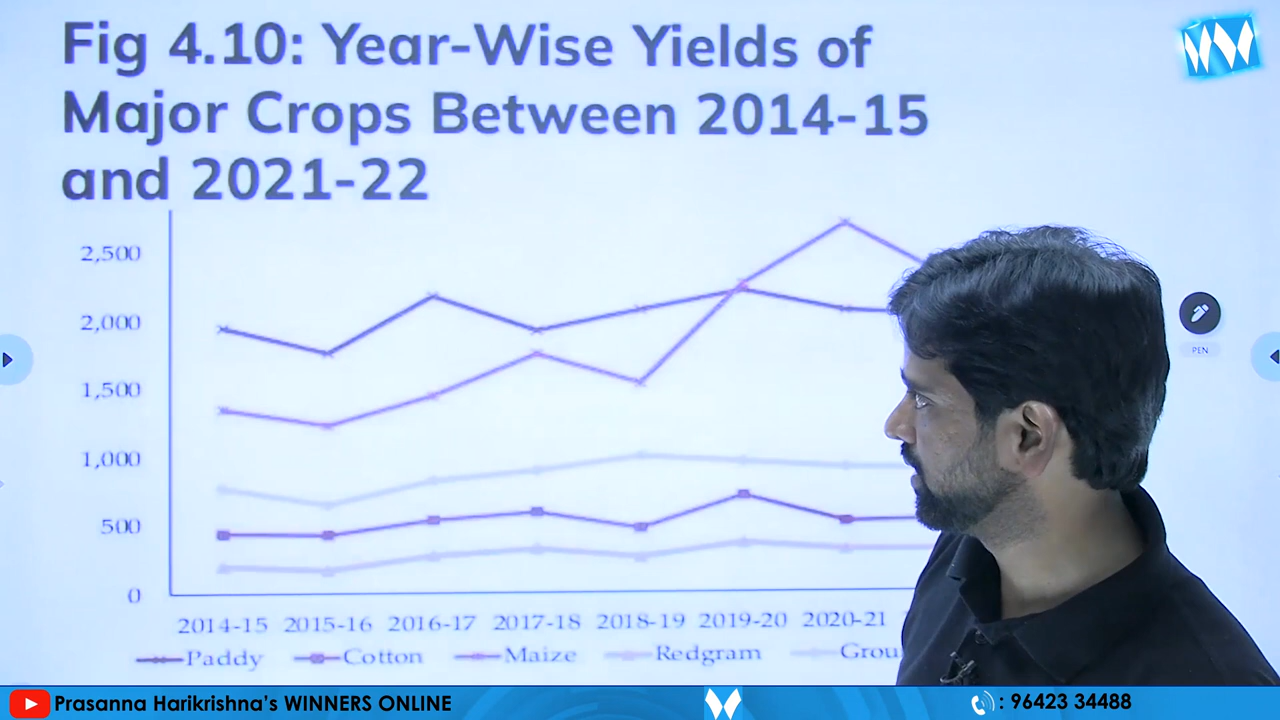 Fig 4.10: Year-Wise Yields of
Major Crops Between 2014-15
and 2021-22
2,500
2,000
1,500
1,000
500
0
2014-15 2015-16 2016-17 2017-18 2018-19 2019-20 2020-21
Paddy Cotton Maize Redgram
PEN
Prasanna Harikrishna's WINNERS ONLINE
: 96423 34488